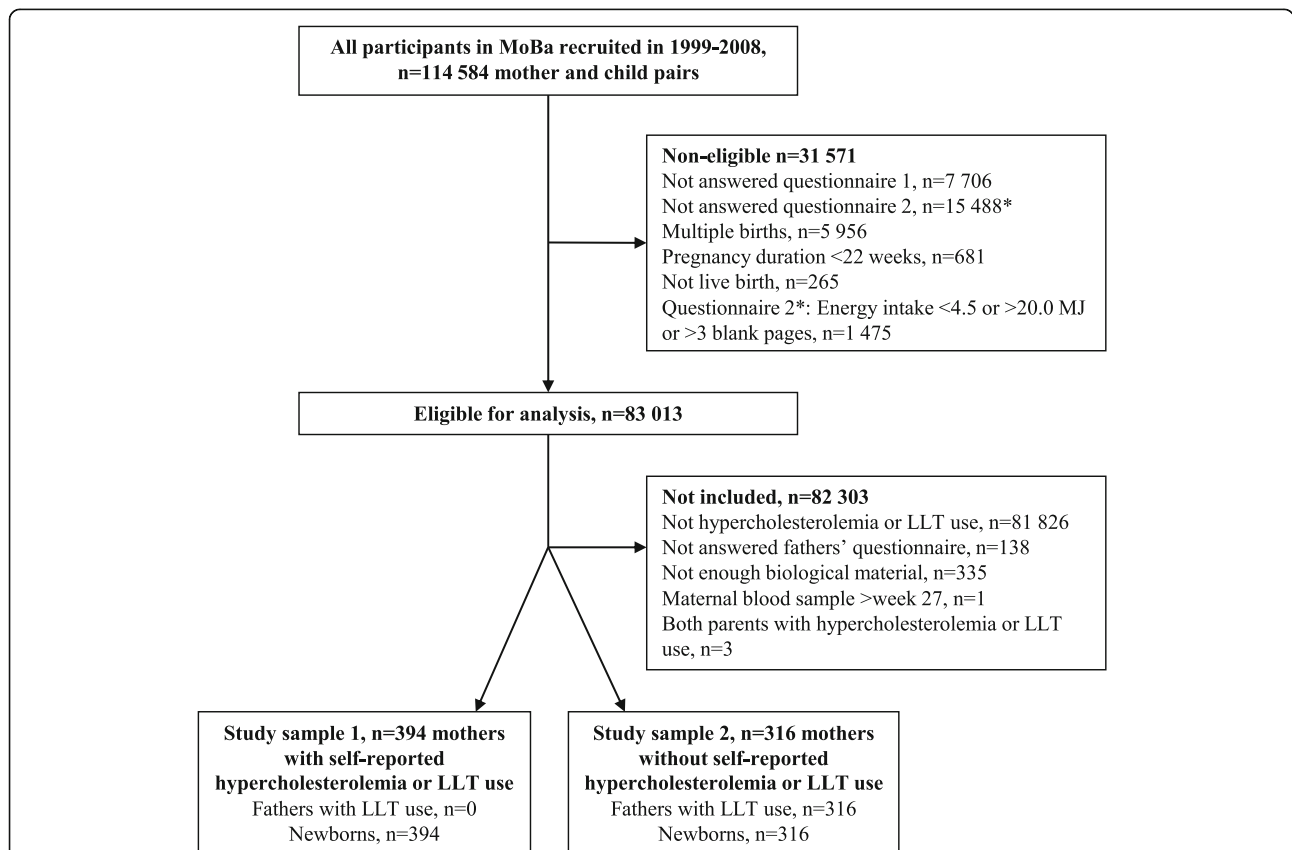 All participants in MoBa recruited in 1999-2008,
n=114 584 mother and child pairs
Non-eligible n=31 571
Not answered questionnaire 1, n=7 706
Not answered questionnaire 2, n=15 488*
Multiple births, n=5 956
Pregnancy duration <22 weeks, n=681
Not live birth, n=265
Questionnaire 2*: Energy intake <4.5 or >20.0 MJ
or >3 blank pages, n=1 475
Eligible for analysis, n=83 013
Not included, n=82 303
Not hypercholesterolemia or LLT use, n=81 826
Not answered fathers’ questionnaire, n=138
Not enough biological material, n=335
Maternal blood sample >week 27, n=1
Both parents with hypercholesterolemia or LLT
use, n=3
Study sample 1, n=394 mothers
with self-reported
hypercholesterolemia or LLT use
Fathers with LLT use, n=0
Newborns, n=394
Study sample 2, n=316 mothers
without self-reported
hypercholesterolemia or LLT use
Fathers with LLT use, n=316
Newborns, n=316